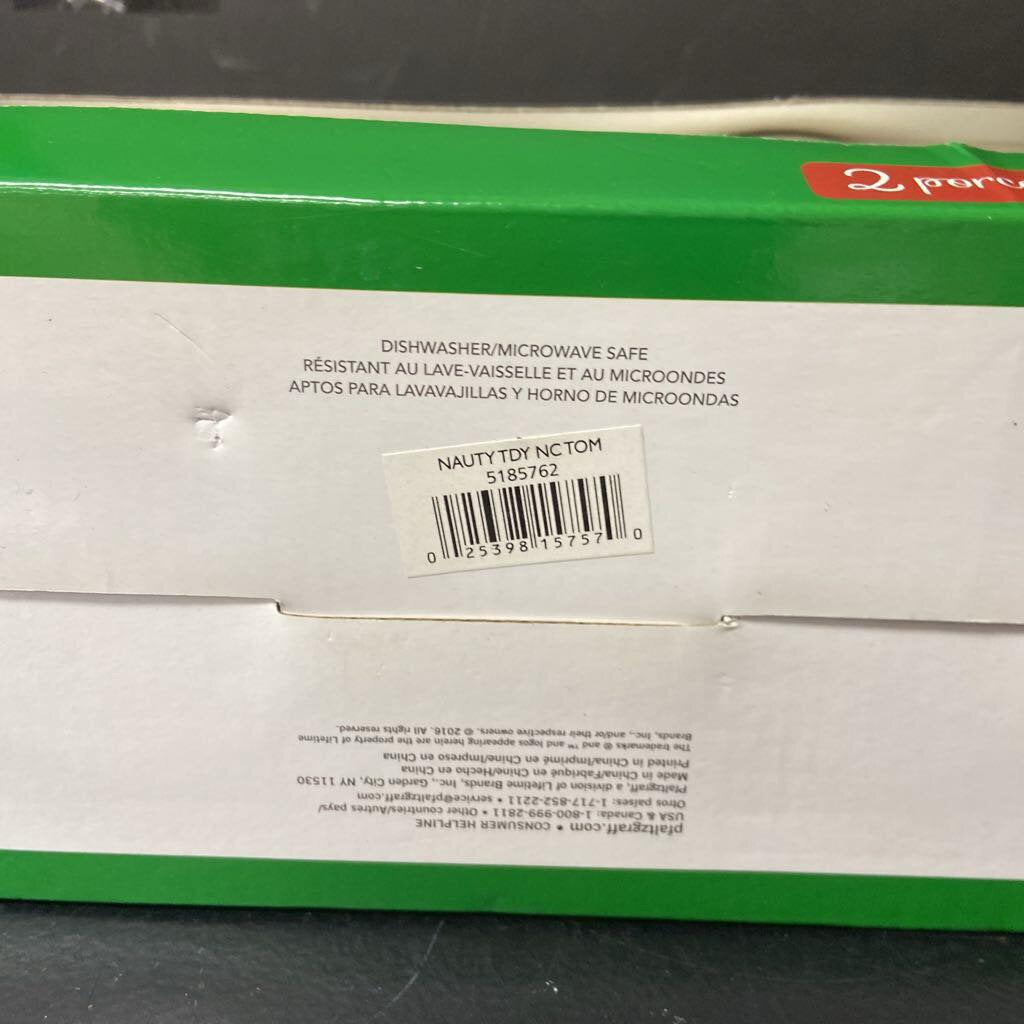 2
DISHWASHER/MICROWAVE SAFE
RÉSISTANT AU LAVE-VAISSELLE ET AU MICROONDES
APTOS PARA LAVAVAJILLAS Y HORNO DE MICROONDAS
NAUTY TDY NC TOM
5185762
0 25398 15757 0
pfaltzgraff.com • CONSUMER HELPLINE
USA & Canada: 1-800-999-2811 • Other countries/Autres pays/
Otros países: 1-717-852-2211 • service@pfaltzgraff.com
Pfaltzgraff, a division of Lifetime Brands, Inc., Garden City, NY 11530
Made in China/Fabriqué en Chine/Hecho en China
Printed in China/Imprimé en Chine/Impreso en China
The trademarks ® and ™ and logos appearing herein are the property of Lifetime
Brands, Inc., and/or their respective owners. © 2016. All rights reserved.